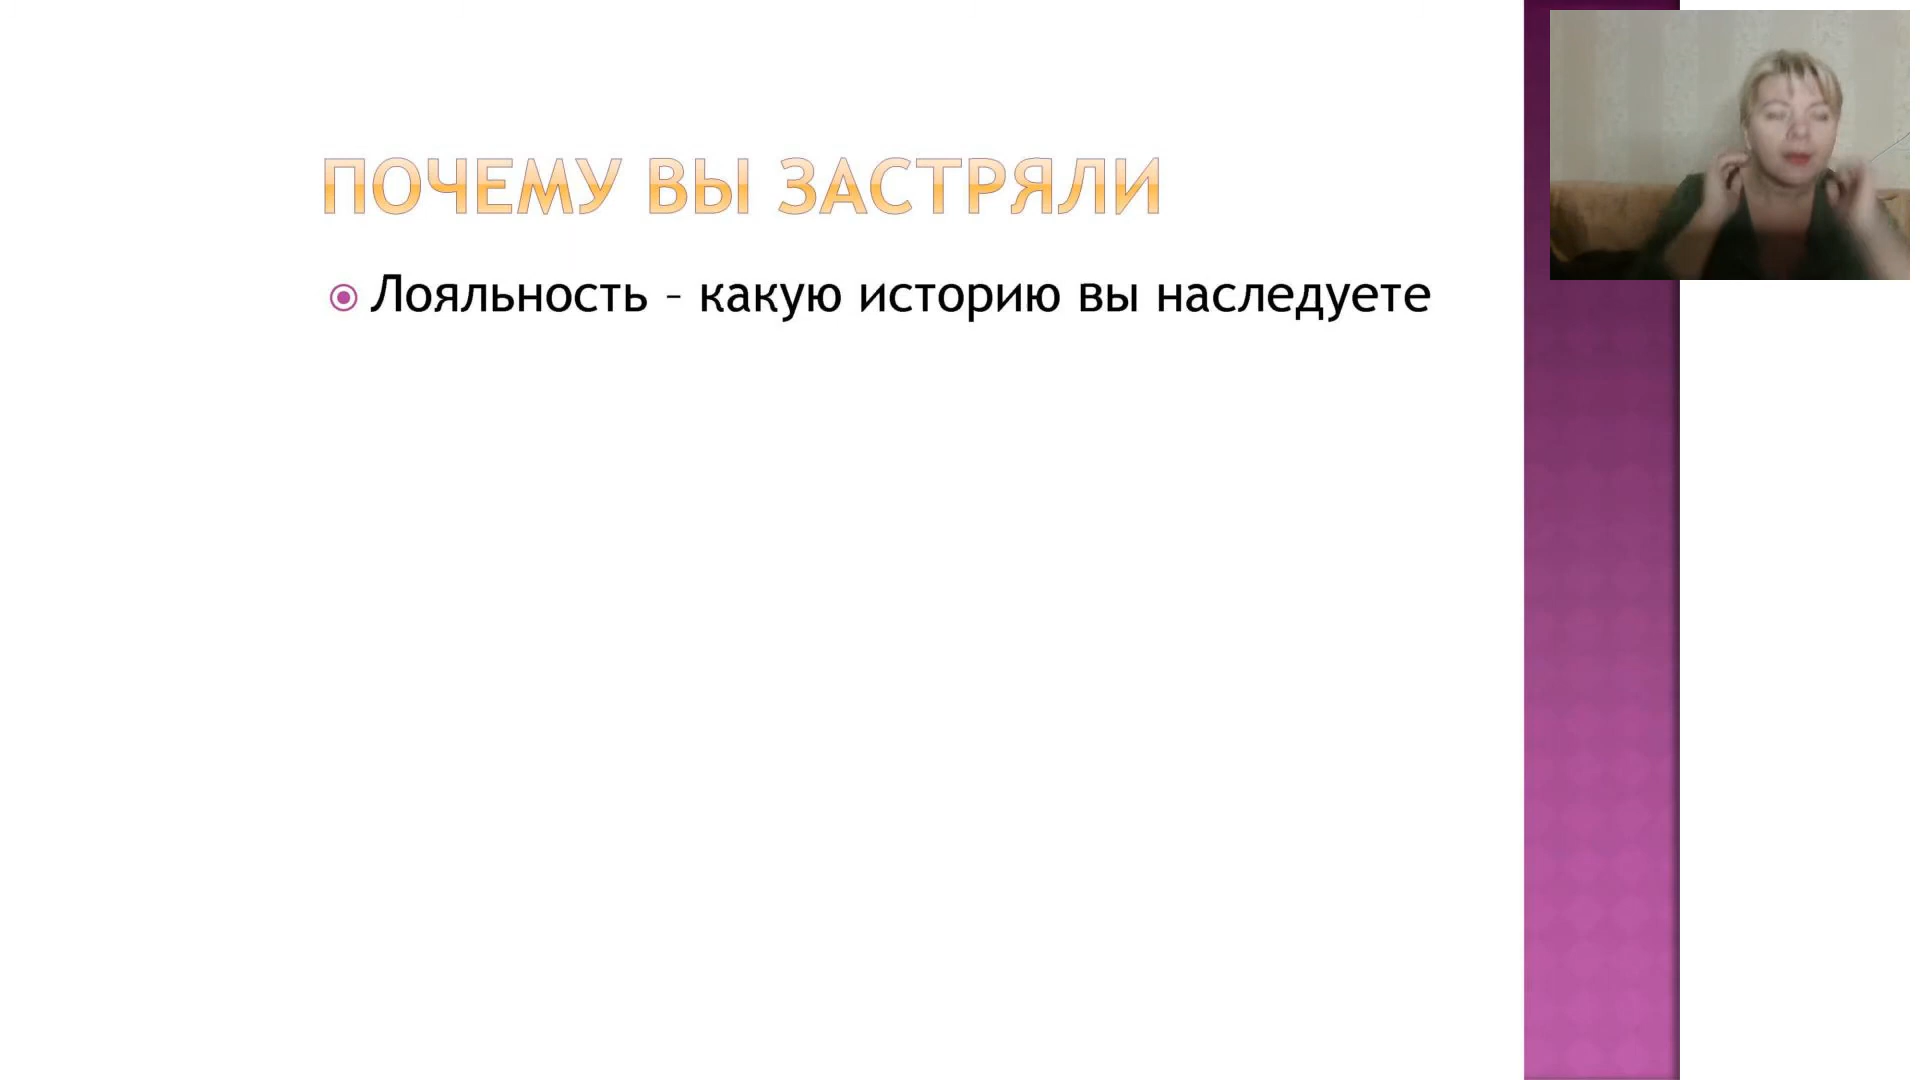 ПОЧЕМУ ВЫ ЗАСТРЯЛИ
Лояльность – какую историю вы наследуете